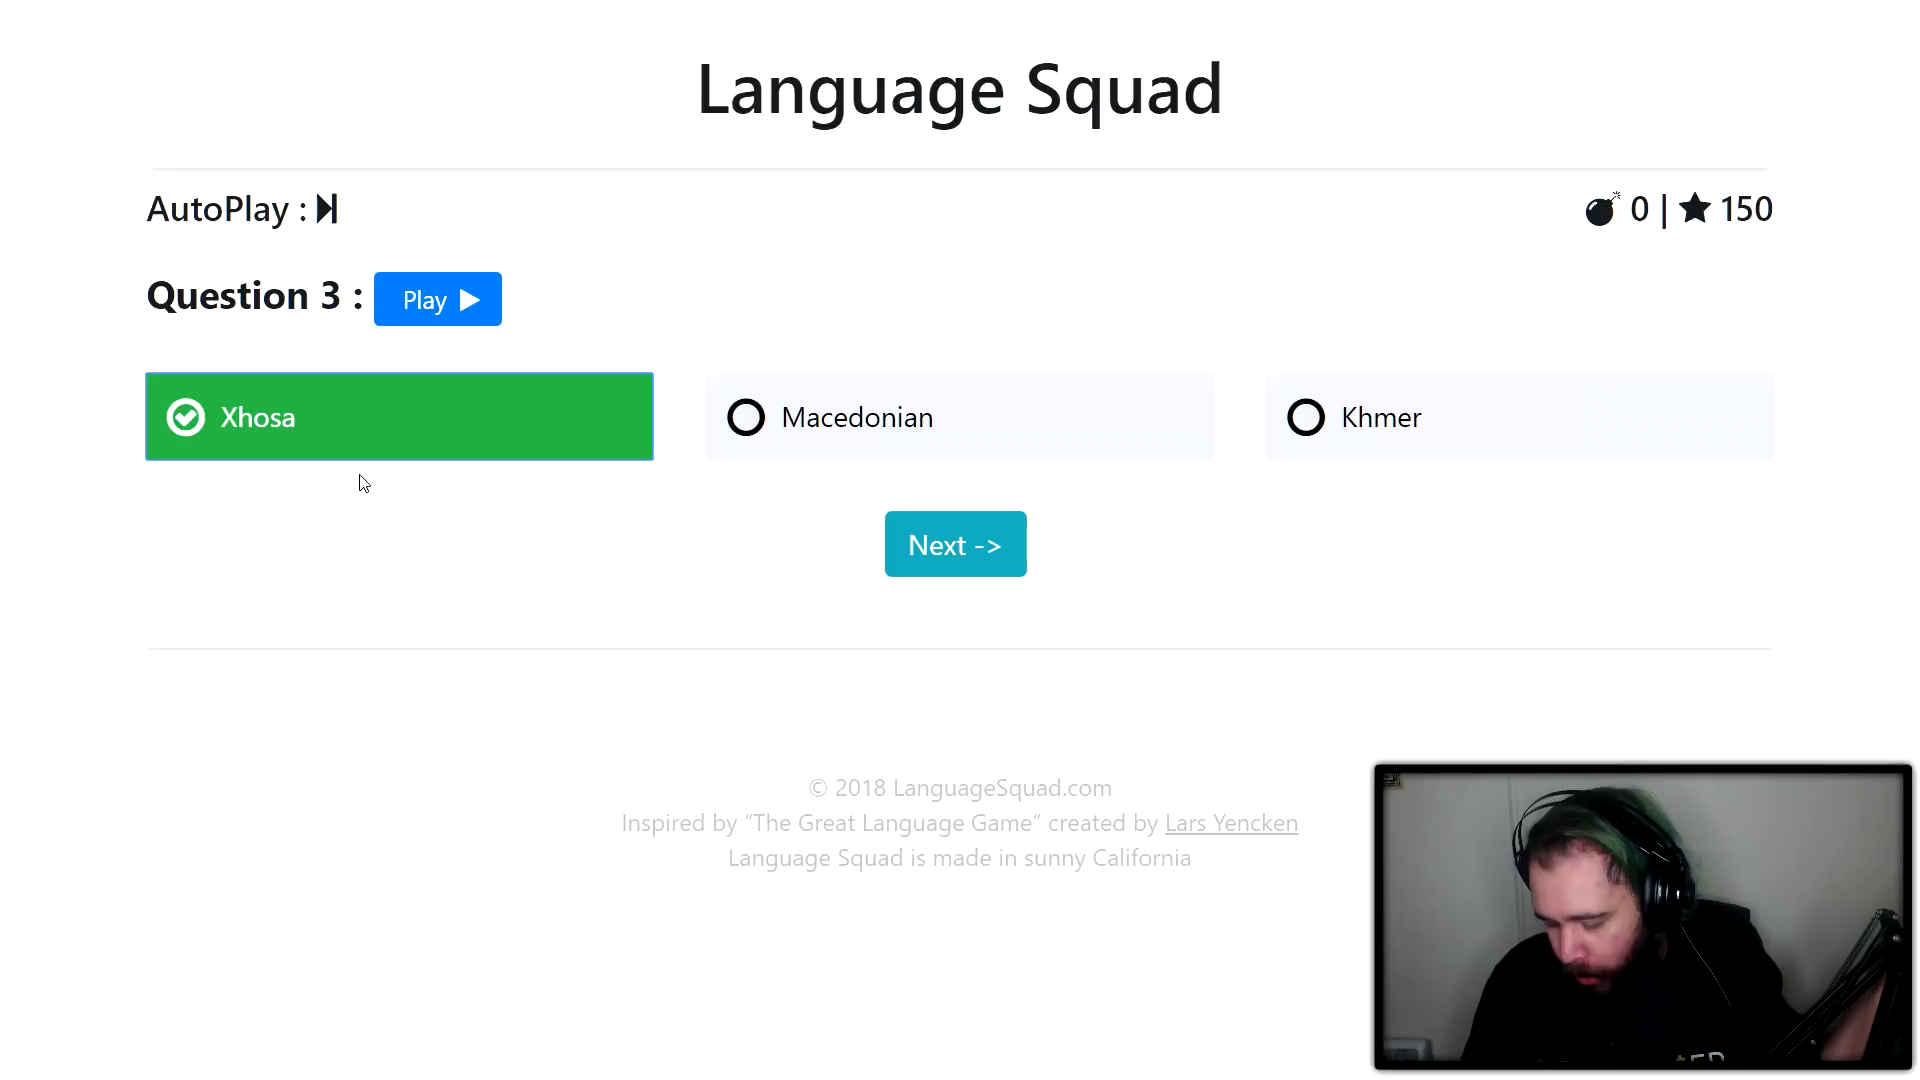 Language Squad
AutoPlay :
0 | 150
Question 3 : Play
Xhosa
Macedonian
Khmer
Next ->
© 2018 LanguageSquad.com
Inspired by “The Great Language Game” created by Lars Yencken
Language Squad is made in sunny California